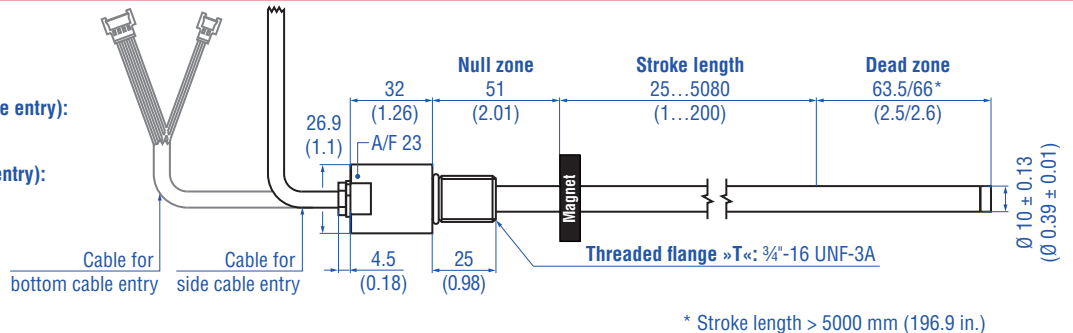 e entry):
entry):
Null zone
Stroke length
Dead zone
32
(1.26)
51
(2.01)
25…5080
(1…200)
63.5/66*
(2.5/2.6)
26.9
(1.1)
A/F 23
Magnet
Ø 10 ± 0.13
(Ø 0.39 ± 0.01)
Cable for
bottom cable entry
Cable for
side cable entry
4.5
(0.18)
25
(0.98)
Threaded flange »T«: ¾"-16 UNF-3A
* Stroke length > 5000 mm (196.9 in.)